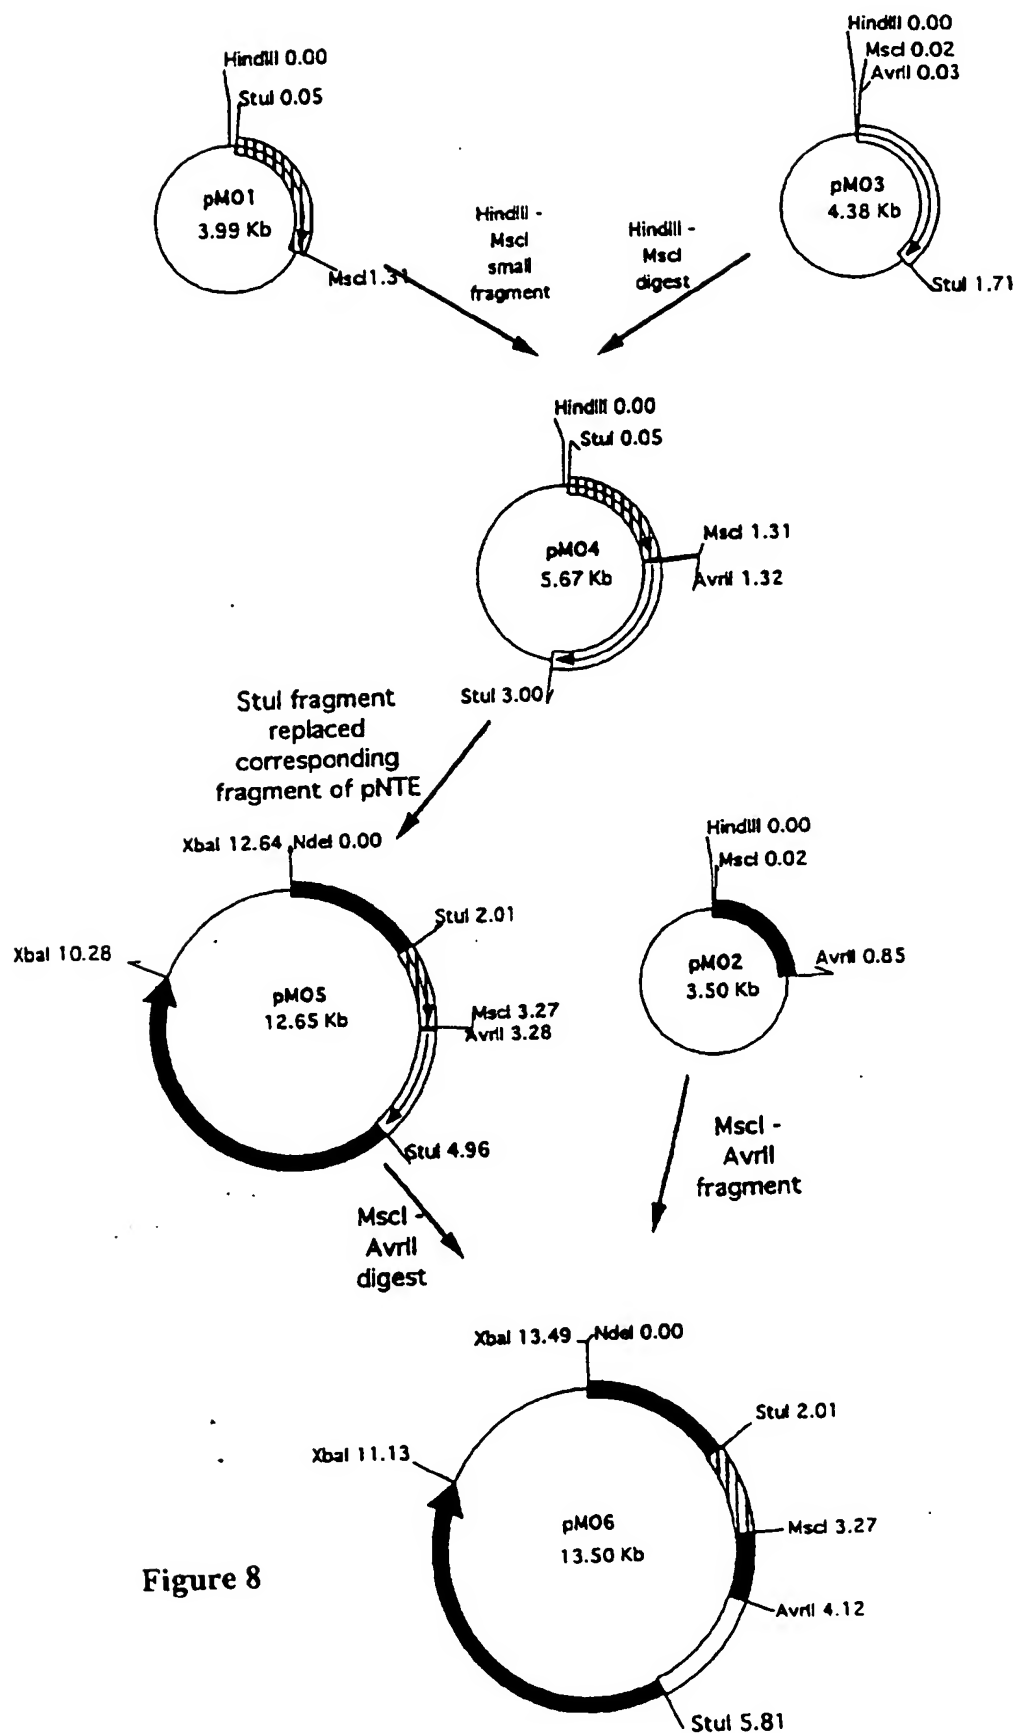 HindIII 0.00
StuI 0.05
pMO1
3.99 Kb
MscI 1.31
HindIII -
MscI
small
fragment
HindIII 0.00
MscI 0.02
AvrII 0.03
pMO3
4.38 Kb
StuI 1.71
HindIII -
MscI
digest
HindIII 0.00
StuI 0.05
pMO4
5.67 Kb
MscI 1.31
AvrII 1.32
StuI 3.00
StuI fragment
replaced
corresponding
fragment of pNTE
XbaI 12.64 NdeI 0.00
StuI 2.01
XbaI 10.28
pMO5
12.65 Kb
MscI 3.27
AvrII 3.28
StuI 4.96
MscI -
AvrII
digest
HindIII 0.00
MscI 0.02
pMO2
3.50 Kb
AvrII 0.85
MscI -
AvrII
fragment
XbaI 13.49 NdeI 0.00
StuI 2.01
XbaI 11.13
pMO6
13.50 Kb
MscI 3.27
AvrII 4.12
StuI 5.81
Figure 8